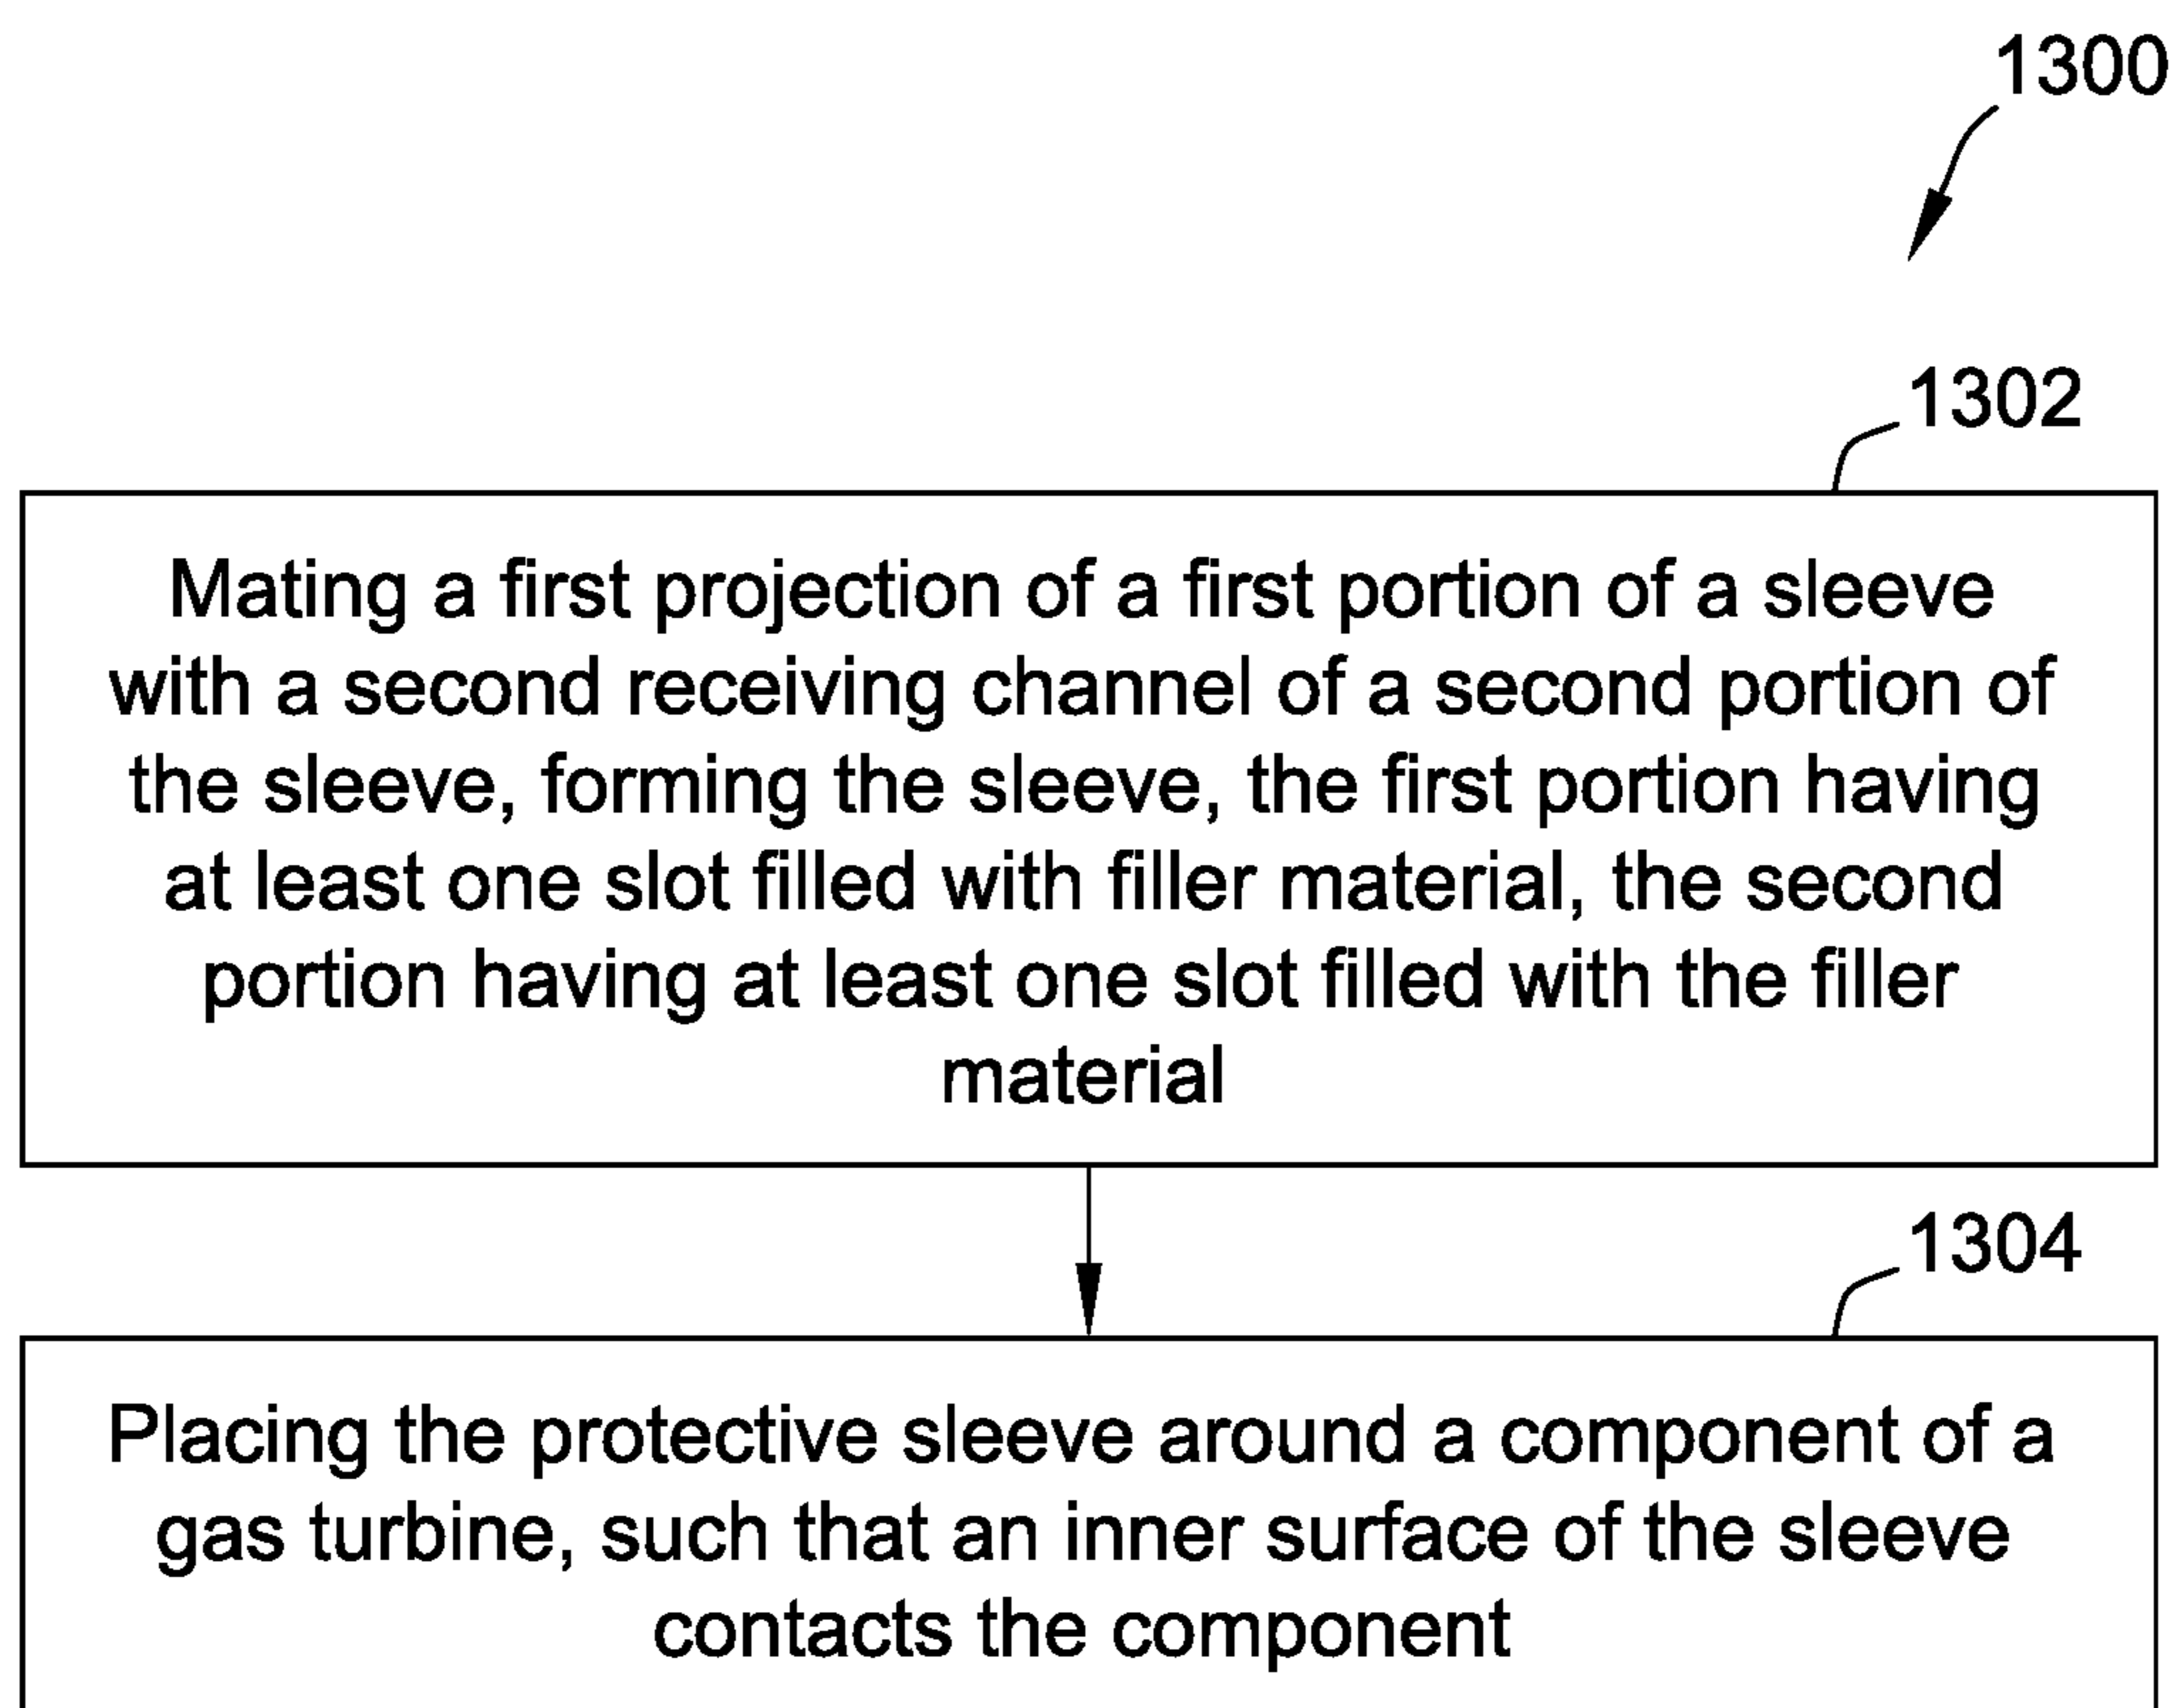 1300
1302
Mating a first projection of a first portion of a sleeve
with a second receiving channel of a second portion of
the sleeve, forming the sleeve, the first portion having
at least one slot filled with filler material, the second
portion having at least one slot filled with the filler
material
1304
Placing the protective sleeve around a component of a
gas turbine, such that an inner surface of the sleeve
contacts the component